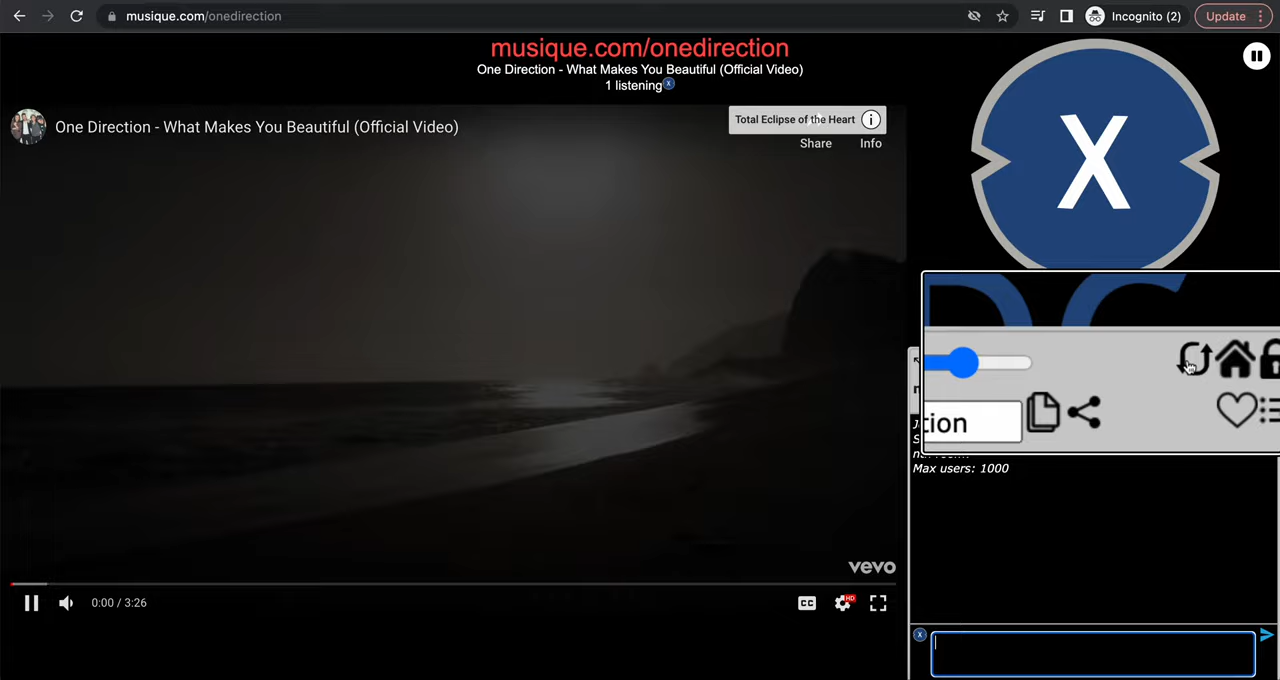 musique.com/onedirection
Incognito (2)
Update
musique.com/onedirection
One Direction - What Makes You Beautiful (Official Video)
1 listening
One Direction - What Makes You Beautiful (Official Video)
Total Eclipse of the Heart
Share
Info
X
tion
Max users: 1000
vevo
0:00 / 3:26
CC
HD